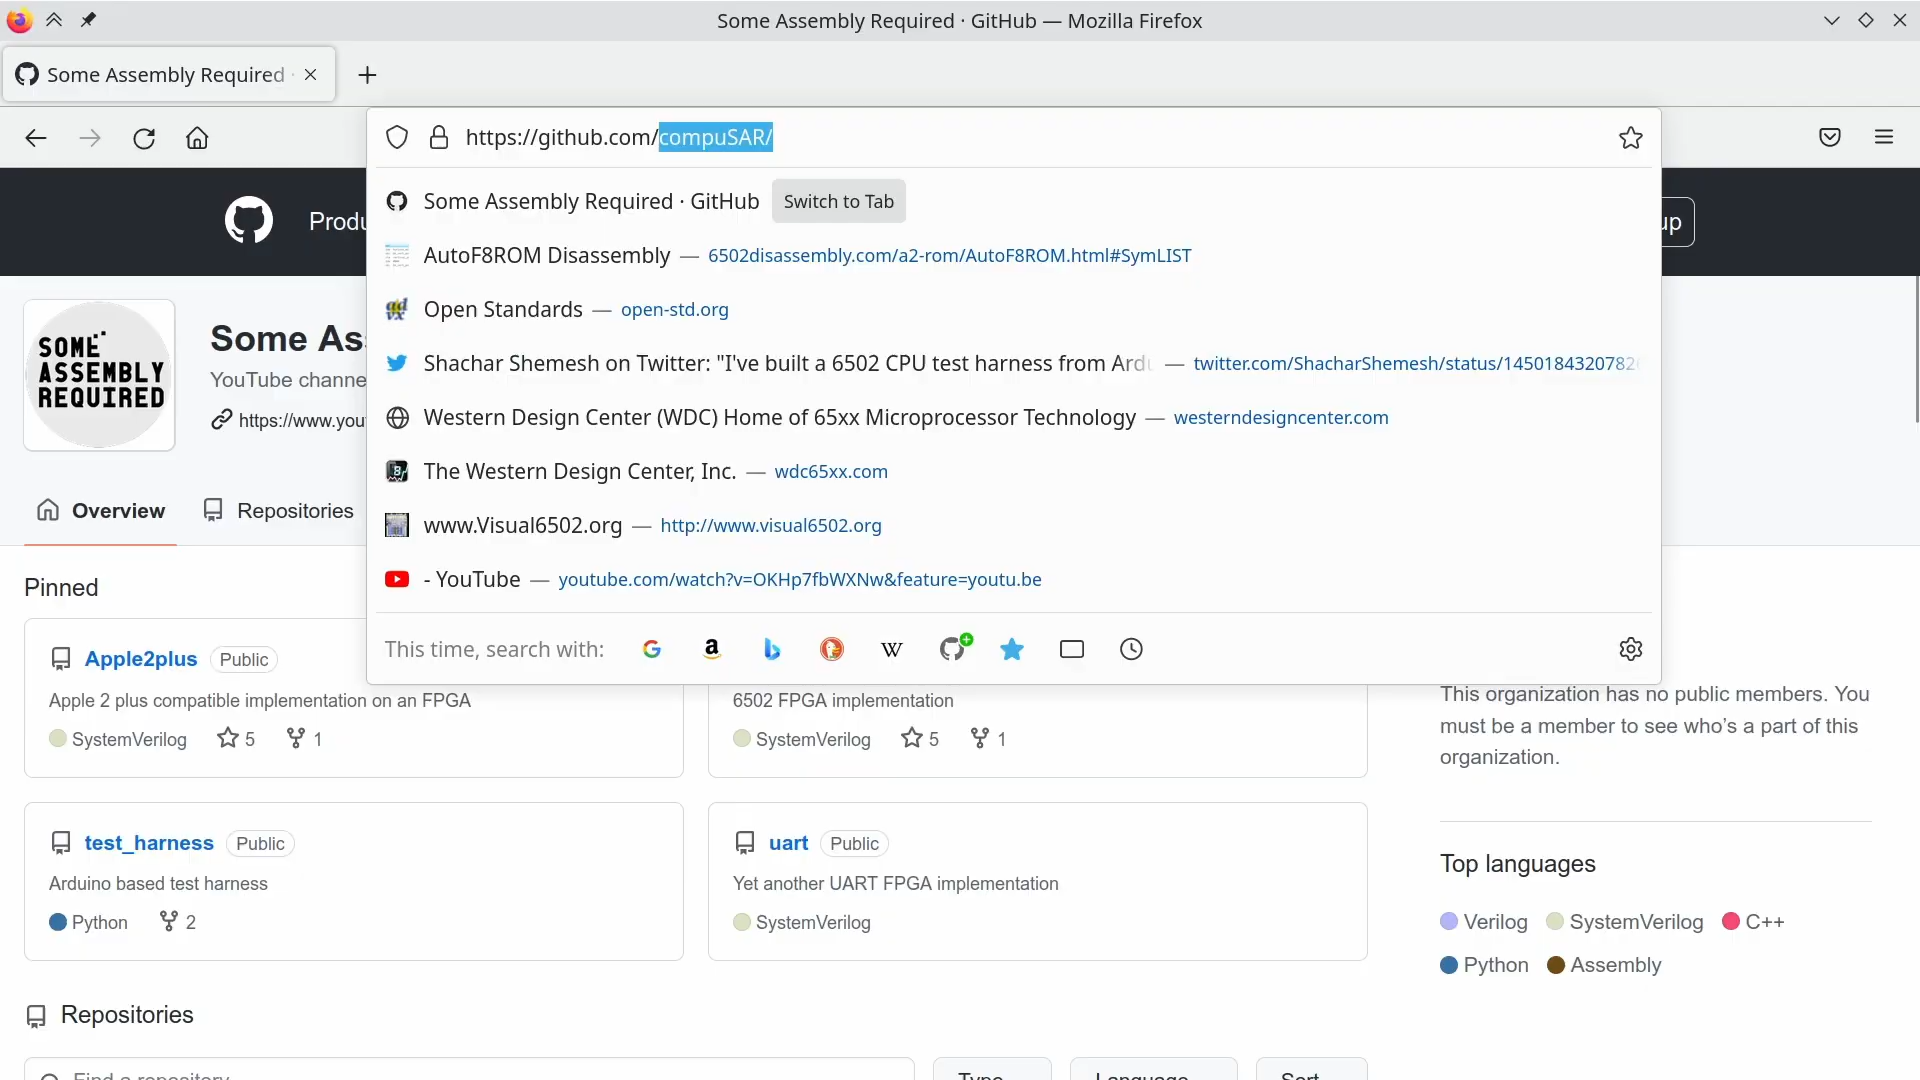 Some Assembly Required · GitHub — Mozilla Firefox
Some Assembly Required ·
https://github.com/compuSAR/
Some Assembly Required · GitHub Switch to Tab
AutoF8ROM Disassembly — 6502disassembly.com/a2-rom/AutoF8ROM.html#SymLIST
Open Standards — open-std.org
Shachar Shemesh on Twitter: "I've built a 6502 CPU test harness from Ardu — twitter.com/ShacharShemesh/status/14501843207826
Western Design Center (WDC) Home of 65xx Microprocessor Technology — westerndesigncenter.com
The Western Design Center, Inc. — wdc65xx.com
www.Visual6502.org — http://www.visual6502.org
- YouTube — youtube.com/watch?v=OKHp7fbWXNw&feature=youtu.be
This time, search with:
Produ
up
SOME
ASSEMBLY
REQUIRED
Some As
YouTube channe
https://www.you
Overview Repositories
Pinned
Apple2plus Public
Apple 2 plus compatible implementation on an FPGA
SystemVerilog 5 1
6502 FPGA implementation
SystemVerilog 5 1
test_harness Public
Arduino based test harness
Python 2
uart Public
Yet another UART FPGA implementation
SystemVerilog
This organization has no public members. You
must be a member to see who’s a part of this
organization.
Top languages
Verilog SystemVerilog C++
Python Assembly
Repositories
Find a repository
Type Language Sort